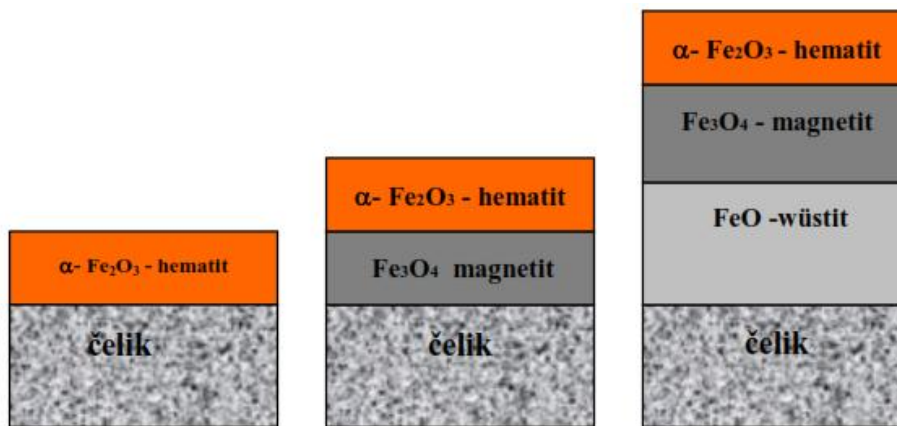 α- Fe₂O₃ - hematit
čelik
α- Fe₂O₃ - hematit
Fe₃O₄ magnetit
čelik
α- Fe₂O₃ - hematit
Fe₃O₄ - magnetit
FeO -wüstit
čelik